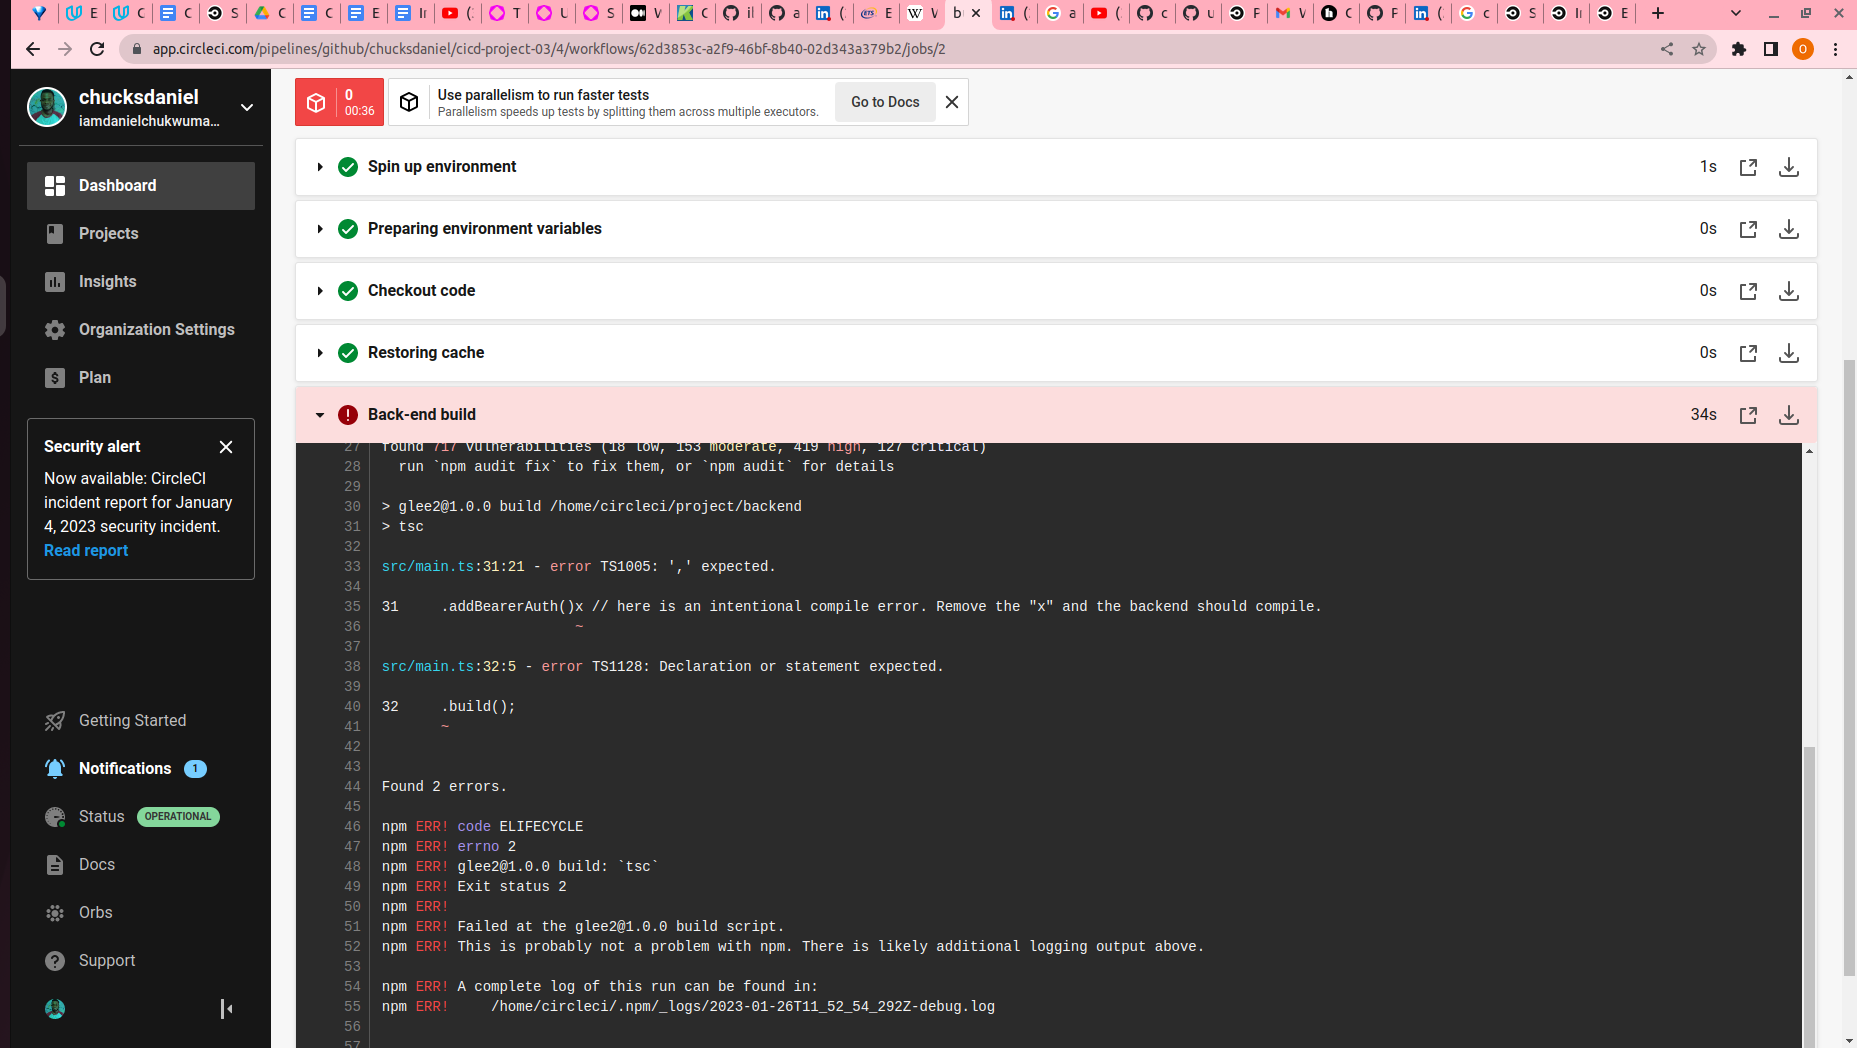 app.circleci.com/pipelines/github/chucksdaniel/cicd-project-03/4/workflows/62d3853c-a2f9-46bf-8b40-02d343a379b2/jobs/2
chucksdaniel
iamdanielchukwuma...
Dashboard
Projects
Insights
Organization Settings
Plan
Security alert
Now available: CircleCI
incident report for January
4, 2023 security incident.
Read report
Getting Started
Notifications 1
Status OPERATIONAL
Docs
Orbs
Support
0
00:36
Use parallelism to run faster tests
Parallelism speeds up tests by splitting them across multiple executors.
Go to Docs
Spin up environment 1s
Preparing environment variables 0s
Checkout code 0s
Restoring cache 0s
Back-end build 34s
27 found 717 vulnerabilities (18 low, 153 moderate, 419 high, 127 critical)
28 run `npm audit fix` to fix them, or `npm audit` for details
29
30 > glee2@1.0.0 build /home/circleci/project/backend
31 > tsc
32
33 src/main.ts:31:21 - error TS1005: ',' expected.
34
35 31 .addBearerAuth()x // here is an intentional compile error. Remove the "x" and the backend should compile.
36 ~
37
38 src/main.ts:32:5 - error TS1128: Declaration or statement expected.
39
40 32 .build();
41 ~
42
43
44 Found 2 errors.
45
46 npm ERR! code ELIFECYCLE
47 npm ERR! errno 2
48 npm ERR! glee2@1.0.0 build: `tsc`
49 npm ERR! Exit status 2
50 npm ERR!
51 npm ERR! Failed at the glee2@1.0.0 build script.
52 npm ERR! This is probably not a problem with npm. There is likely additional logging output above.
53
54 npm ERR! A complete log of this run can be found in:
55 npm ERR! /home/circleci/.npm/_logs/2023-01-26T11_52_54_292Z-debug.log
56
57